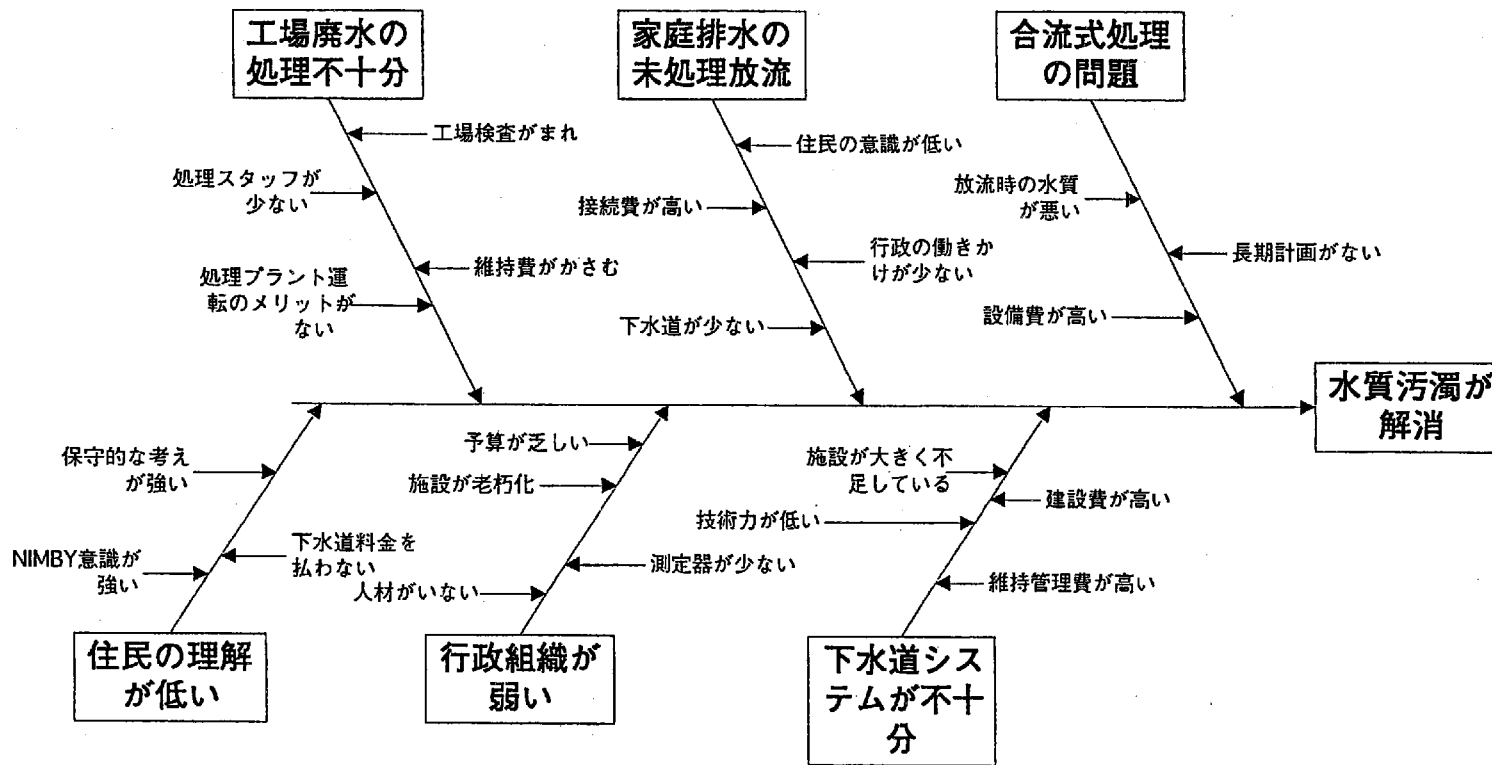 工場廃水の
処理不十分
家庭排水の
未処理放流
合流式処理
の問題
工場検査がまれ
処理スタッフが
少ない
維持費がかさむ
処理プラント運
転のメリットが
ない
住民の意識が低い
接続費が高い
行政の働きか
けが少ない
下水道が少ない
放流時の水質
が悪い
長期計画がない
設備費が高い
水質汚濁が
解消
保守的な考え
が強い
下水道料金を
払わない
NIMBY意識が
強い
住民の理解
が低い
予算が乏しい
施設が老朽化
測定器が少ない
人材がいない
行政組織が
弱い
施設が大きく不
足している
建設費が高い
技術力が低い
維持管理費が高い
下水道シス
テムが不十
分